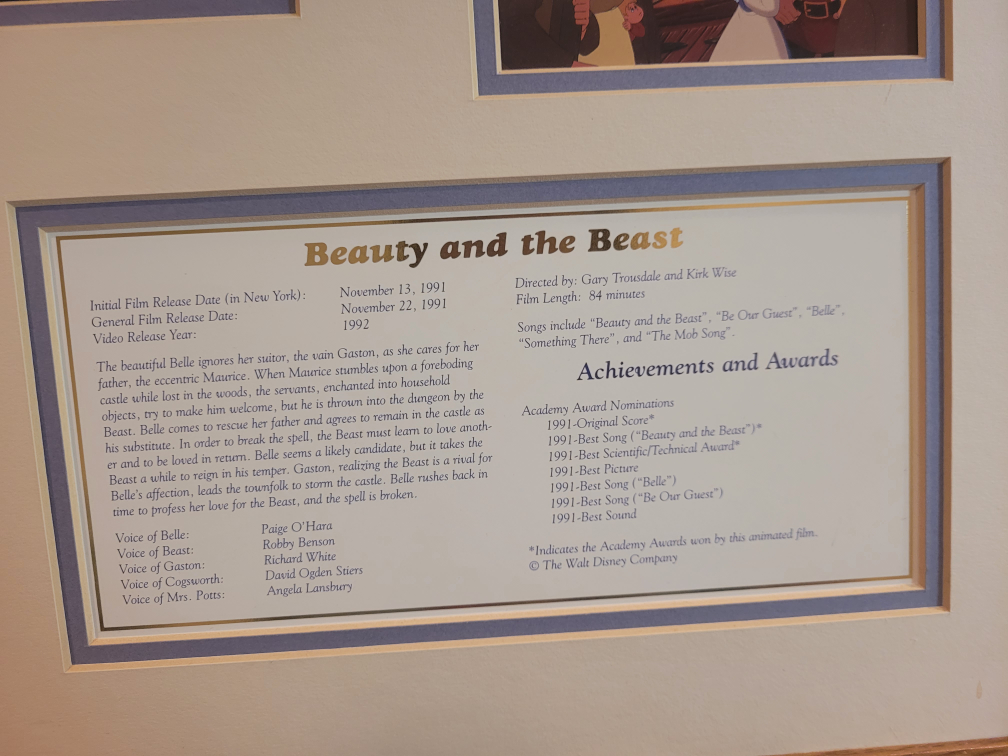 Beauty and the Beast
Initial Film Release Date (in New York): November 13, 1991
General Film Release Date: November 22, 1991
Video Release Year: 1992
The beautiful Belle ignores her suitor, the vain Gaston, as she cares for her
father, the eccentric Maurice. When Maurice stumbles upon a foreboding
castle while lost in the woods, the servants, enchanted into household
objects, try to make him welcome, but he is thrown into the dungeon by the
Beast. Belle comes to rescue her father and agrees to remain in the castle as
his substitute. In order to break the spell, the Beast must learn to love anoth-
er and to be loved in return. Belle seems a likely candidate, but it takes the
Beast a while to reign in his temper. Gaston, realizing the Beast is a rival for
Belle's affection, leads the townfolk to storm the castle. Belle rushes back in
time to profess her love for the Beast, and the spell is broken.
Voice of Belle: Paige O'Hara
Voice of Beast: Robby Benson
Voice of Gaston: Richard White
Voice of Cogsworth: David Ogden Stiers
Voice of Mrs. Potts: Angela Lansbury
Directed by: Gary Trousdale and Kirk Wise
Film Length: 84 minutes
Songs include "Beauty and the Beast", "Be Our Guest", "Belle",
"Something There", and "The Mob Song".
Achievements and Awards
Academy Award Nominations
1991-Original Score*
1991-Best Song ("Beauty and the Beast")*
1991-Best Scientific/Technical Award*
1991-Best Picture
1991-Best Song ("Belle")
1991-Best Song ("Be Our Guest")
1991-Best Sound
*Indicates the Academy Awards won by this animated film.
© The Walt Disney Company